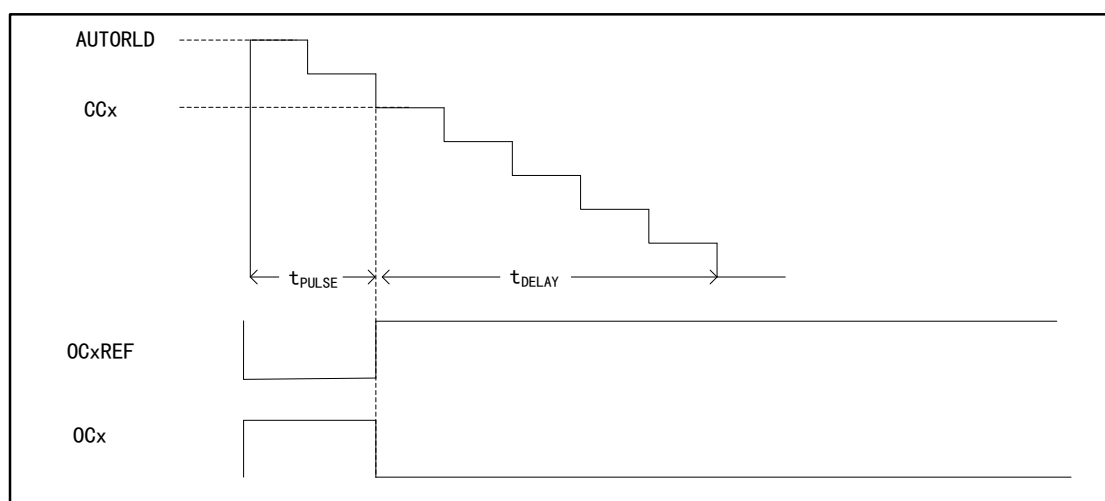 AUTORLD
CCx
tPULSE
tDELAY
OCxREF
OCx